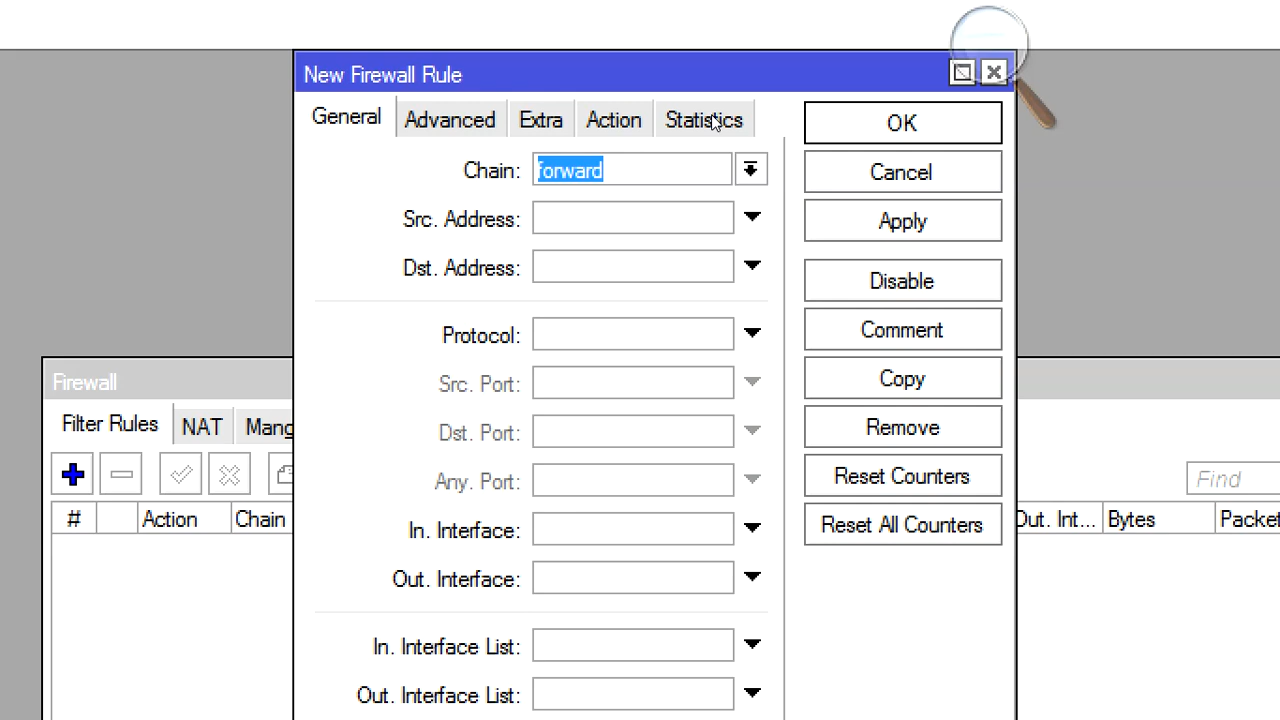 New Firewall Rule
General Advanced Extra Action Statistics
Chain: forward
Src. Address:
Dst. Address:
Protocol:
Src. Port:
Dst. Port:
Any. Port:
In. Interface:
Out. Interface:
In. Interface List:
Out. Interface List:
OK
Cancel
Apply
Disable
Comment
Copy
Remove
Reset Counters
Reset All Counters
Firewall
Filter Rules NAT Mang
Find
# Action Chain Out. Int... Bytes Packet